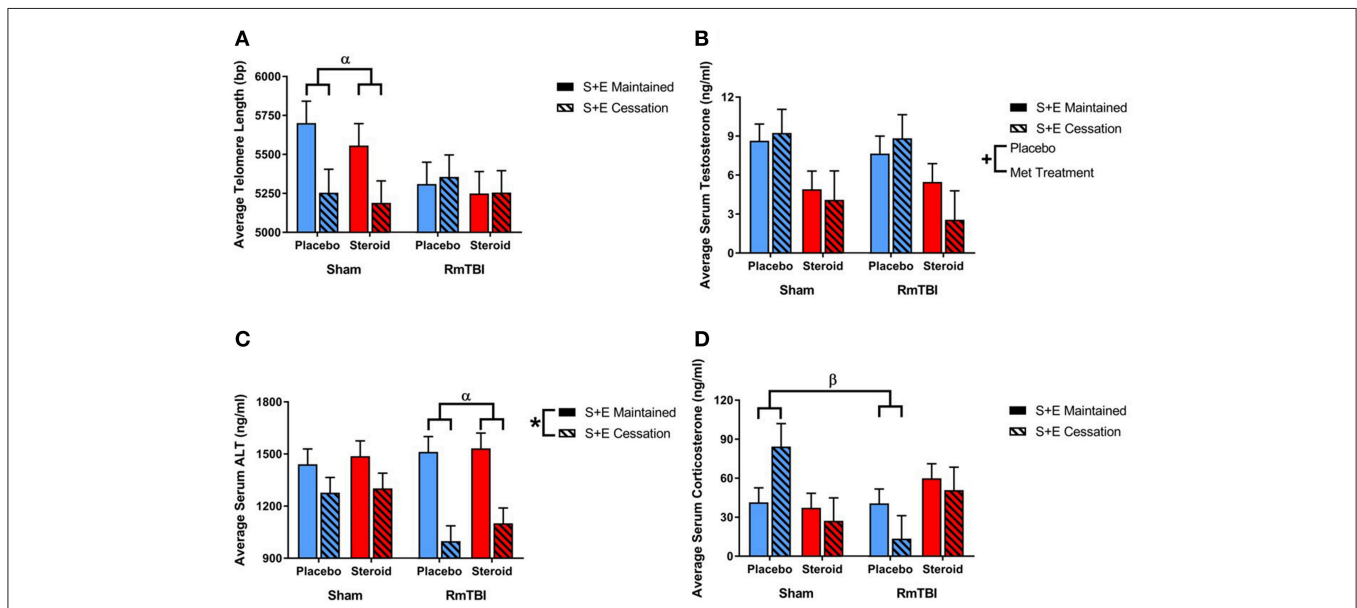 A
Average Telomere Length (bp)
6000
5750
5500
5250
5000
α
Placebo Steroid Placebo Steroid
Sham RmTBI
S+E Maintained
S+E Cessation
B
Average Serum Testosterone (ng/ml)
12
9
6
3
0
Placebo Steroid Placebo Steroid
Sham RmTBI
S+E Maintained
S+E Cessation
+
Placebo
Met Treatment
C
Average Serum ALT (ng/ml)
1800
1500
1200
900
α
Placebo Steroid Placebo Steroid
Sham RmTBI
*
S+E Maintained
S+E Cessation
D
Average Serum Corticosterone (ng/ml)
120
90
60
30
0
β
Placebo Steroid Placebo Steroid
Sham RmTBI
S+E Maintained
S+E Cessation